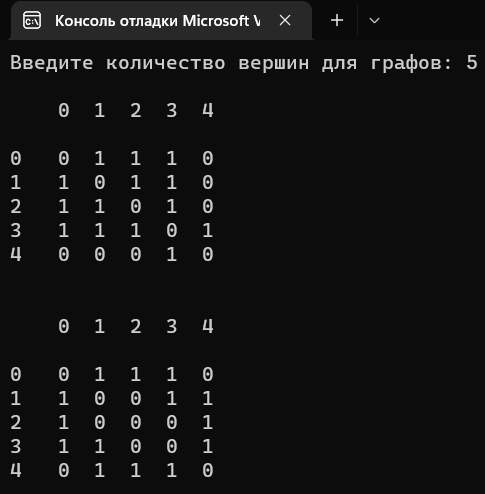 Консоль отладки Microsoft V
Введите количество вершин для графов: 5
0 1 2 3 4
0 0 1 1 1 0
1 1 0 1 1 0
2 1 1 0 1 0
3 1 1 1 0 1
4 0 0 0 1 0
0 1 2 3 4
0 0 1 1 1 0
1 1 0 0 1 1
2 1 0 0 0 1
3 1 1 0 0 1
4 0 1 1 1 0